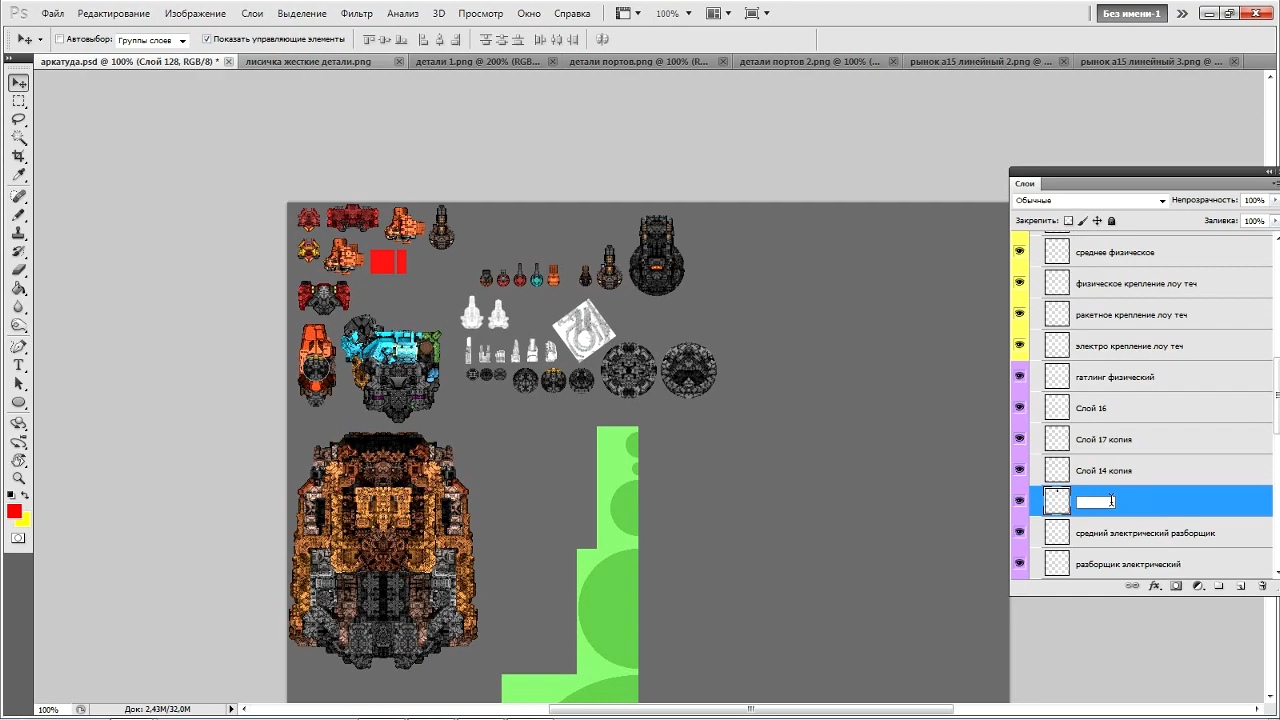 Ps Файл Редактирование Изображение Слои Выделение Фильтр Анализ 3D Просмотр Окно Справка 100% Без имени-1
Автовыбор: Группы слоев Показать управляющие элементы
аркатуда.psd @ 100% (Слой 128, RGB/8) * лисичка жесткие детали.png детали 1.png @ 200% (RGB... детали портов.png @ 100% (R... детали портов 2.png @ 100% (... рынок а15 линейный 2.png @ ... рынок а15 линейный 3.png @ ...
Слои
Обычные Непрозрачность: 100%
Закрепить: Заливка: 100%
среднее физическое
физическое крепление лоу теч
ракетное крепление лоу теч
электро крепление лоу теч
гатлинг физический
Слой 16
Слой 17 копия
Слой 14 копия
средний электрический разборщик
разборщик электрический
100% Док: 2,43M/32,0M